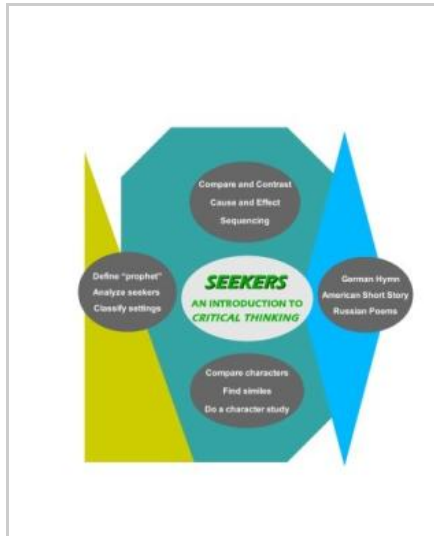 Compare and Contrast
Cause and Effect
Sequencing
Define "prophet"
Analyze seekers
Classify settings
SEEKERS
AN INTRODUCTION TO
CRITICAL THINKING
German Hymn
American Short Story
Russian Poems
Compare characters
Find similes
Do a character study